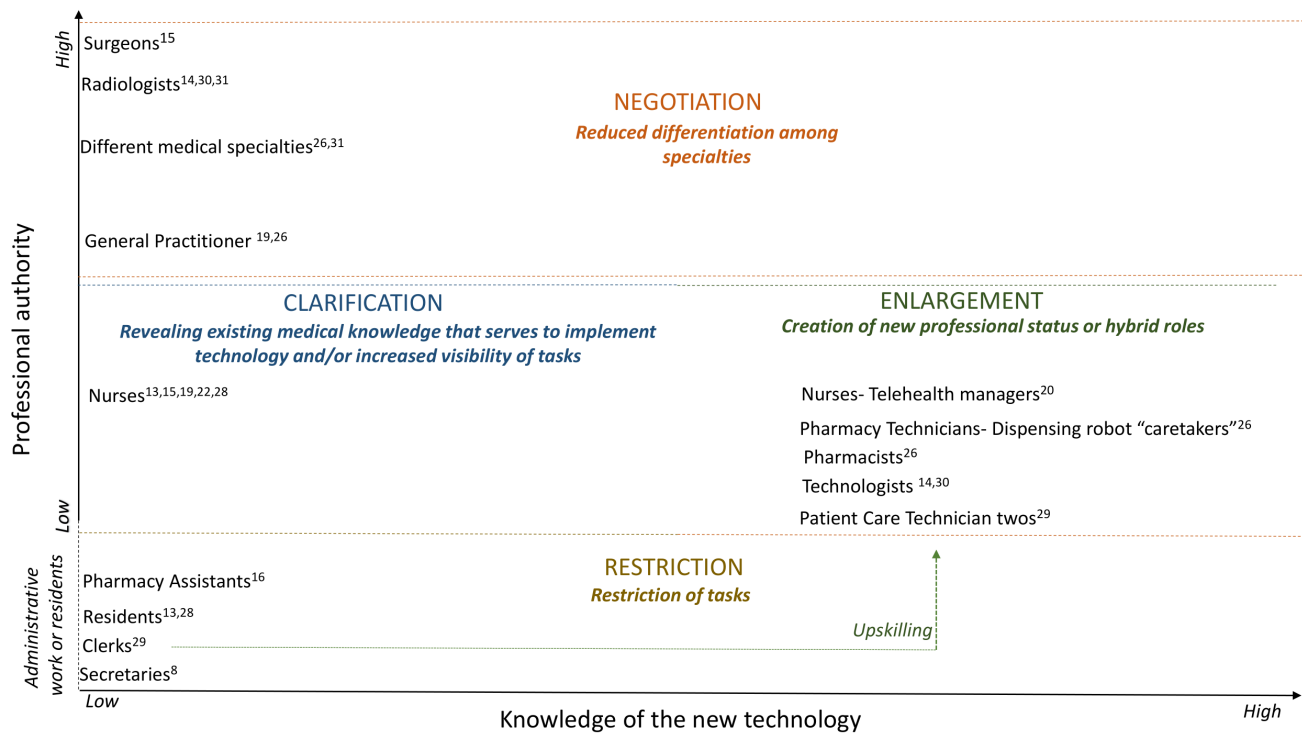 High
Surgeons15
Radiologists14,30,31
NEGOTIATION
Reduced differentiation among
specialties
Different medical specialties26,31
General Practitioner 19,26
Professional authority
CLARIFICATION
Revealing existing medical knowledge that serves to implement
technology and/or increased visibility of tasks
Nurses13,15,19,22,28
ENLARGEMENT
Creation of new professional status or hybrid roles
Nurses- Telehealth managers20
Pharmacy Technicians- Dispensing robot “caretakers”26
Pharmacists26
Technologists 14,30
Patient Care Technician twos29
Low
Administrative
work or residents
RESTRICTION
Restriction of tasks
Pharmacy Assistants16
Residents13,28
Clerks29
Upskilling
Secretaries8
Low
Knowledge of the new technology
High